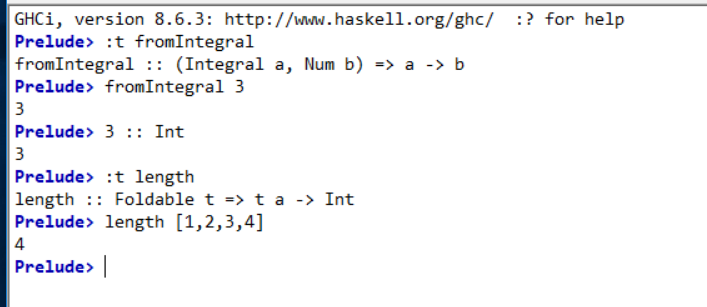 GHCi, version 8.6.3: http://www.haskell.org/ghc/  :? for help
Prelude> :t fromIntegral
fromIntegral :: (Integral a, Num b) => a -> b
Prelude> fromIntegral 3
3
Prelude> 3 :: Int
3
Prelude> :t length
length :: Foldable t => t a -> Int
Prelude> length [1,2,3,4]
4
Prelude>